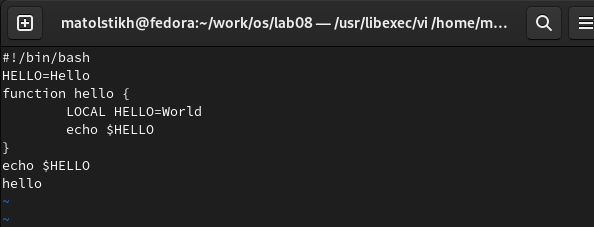 matolstikh@fedora:~/work/os/lab08 — /usr/libexec/vi /home/m...
#!/bin/bash
HELLO=Hello
function hello {
        LOCAL HELLO=World
        echo $HELLO
}
echo $HELLO
hello
~
~